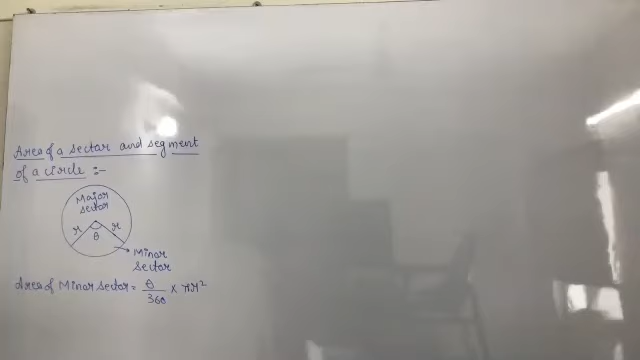 Area of a sector and segment
of a circle :-
Major
sector
r r
θ
Minor
sector
Area of Minor sector = θ/360 × πr²